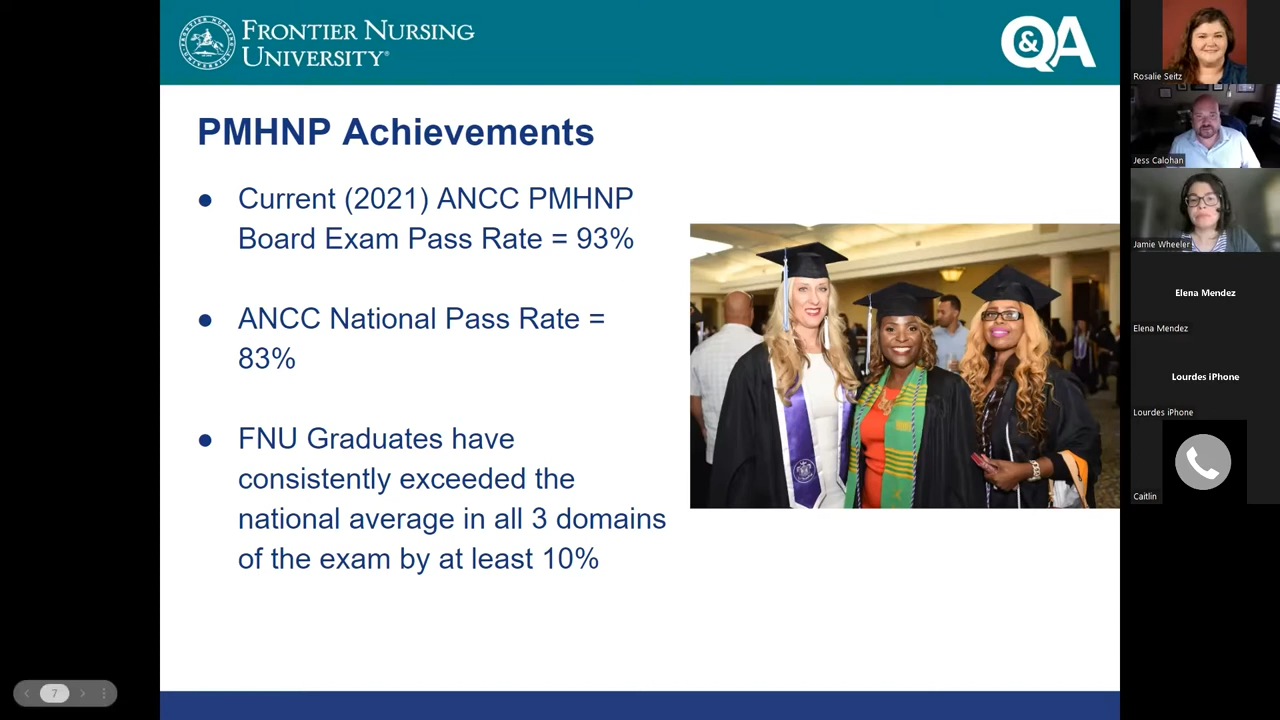 FRONTIER NURSING
UNIVERSITY®
Q&A
PMHNP Achievements
● Current (2021) ANCC PMHNP
Board Exam Pass Rate = 93%
● ANCC National Pass Rate =
83%
● FNU Graduates have
consistently exceeded the
national average in all 3 domains
of the exam by at least 10%
Rosalie Seitz
Jess Calohan
Jamie Wheeler
Elena Mendez
Elena Mendez
Lourdes iPhone
Lourdes iPhone
Caitlin
7